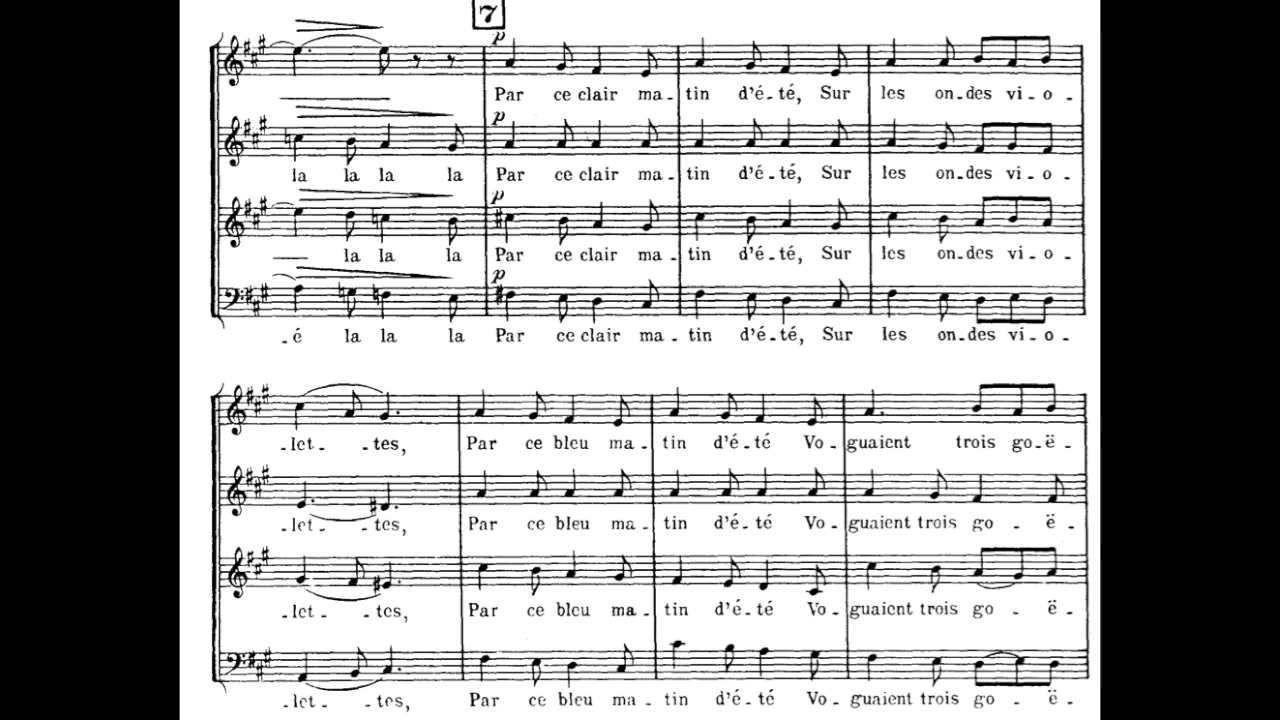 7
p
Par ce clair ma - tin d'é - té, Sur les on - des vi - o -
p
la la la la Par ce clair ma - tin d'é - té, Sur les on - des vi - o -
p
la la la Par ce clair ma - tin d'é - té, Sur les on - des vi - o -
p
- é la la la Par ce clair ma - tin d'é - té, Sur les on - des vi - o -
- let - - tes, Par ce bleu ma - tin d'é - té Vo - guaient trois go - ë -
- let - - tes, Par ce bleu ma - tin d'é - té Vo - guaient trois go - ë -
- let - - tes, Par ce bleu ma - tin d'é - té Vo - guaient trois go - ë -
- let - - tes, Par ce bleu ma - tin d'é - té Vo - guaient trois go - ë -